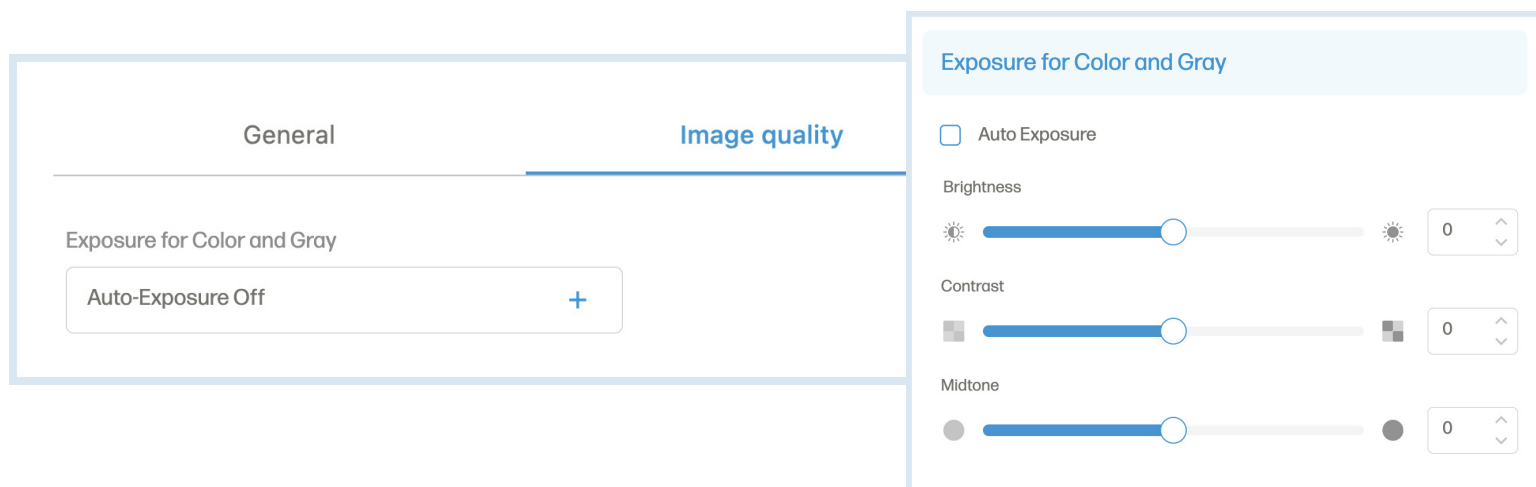 General
Image quality
Exposure for Color and Gray
Auto-Exposure Off
Exposure for Color and Gray
Auto Exposure
Brightness
0
Contrast
0
Midtone
0